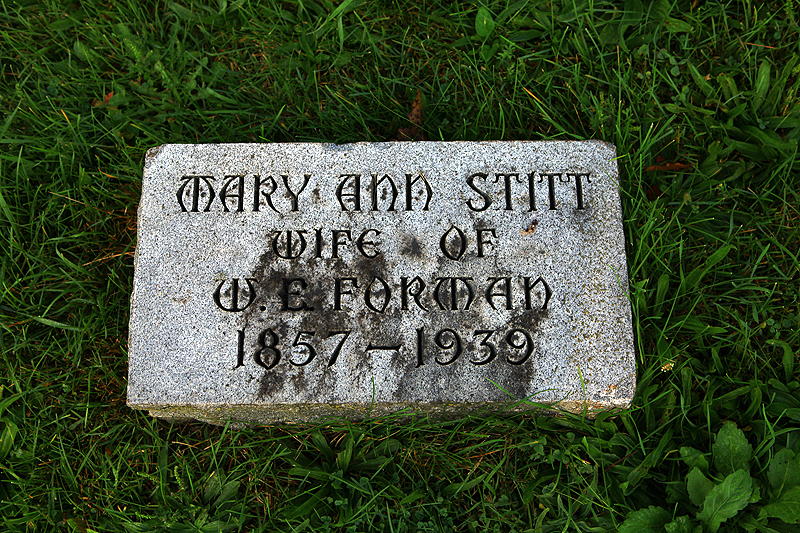 MARY ANN STITT
WIFE OF
W. E. FORMAN
1857-1939